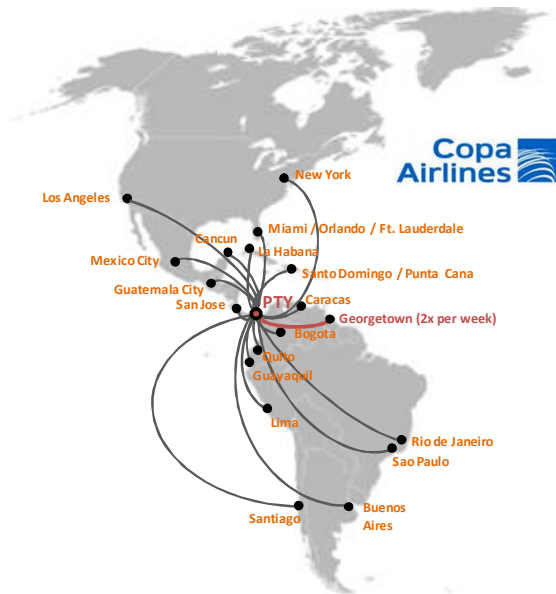 Copa
Airlines
New York
Los Angeles
Miami / Orlando / Ft. Lauderdale
Cancun
La Habana
Mexico City
Santo Domingo / Punta Cana
Guatemala City
PTY
San Jose
Caracas
Georgetown (2x per week)
Bogota
Quito
Guayaquil
Lima
Rio de Janeiro
Sao Paulo
Santiago
Buenos
Aires